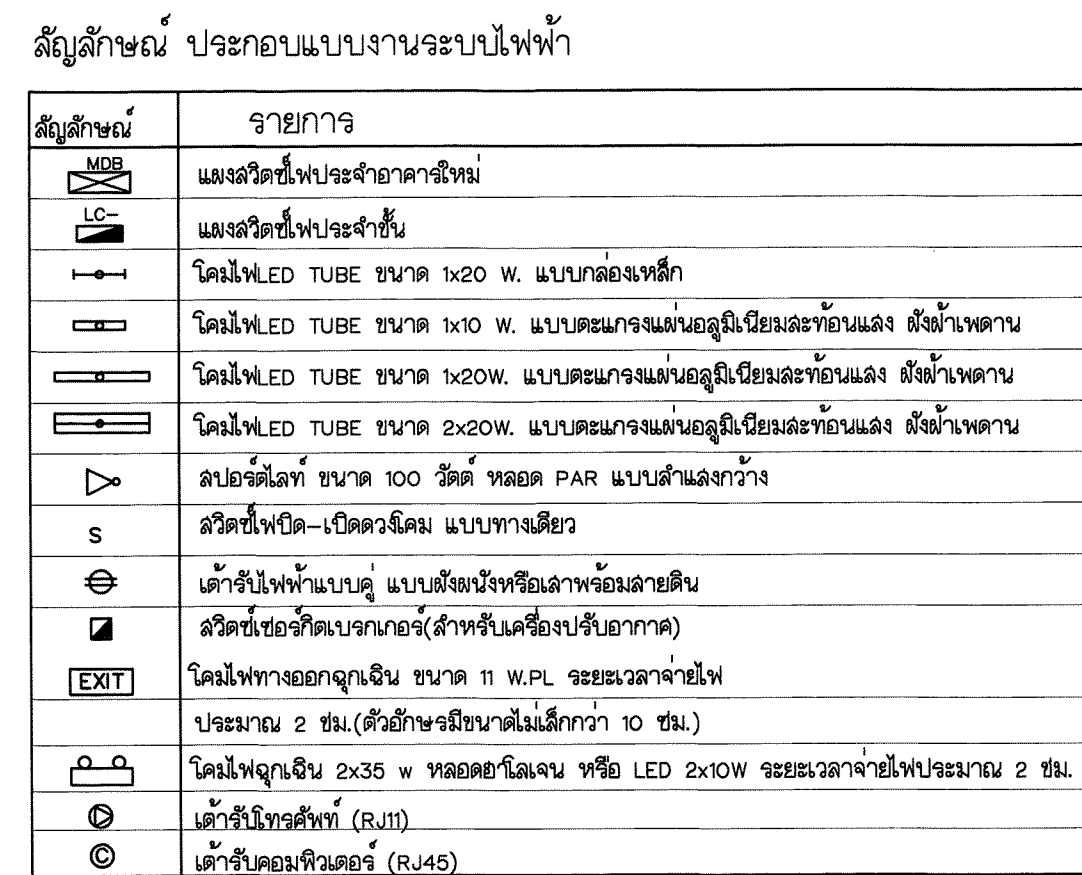 สัญลักษณ์ ประกอบแบบงานระบบไฟฟ้า
สัญลักษณ์ รายการ
MDB แผงสวิตช์ไฟประจำอาคารใหม่
LC- แผงสวิตช์ไฟประจำชั้น
โคมไฟLED TUBE ขนาด 1x20 W. แบบกล่องเหล็ก
โคมไฟLED TUBE ขนาด 1x10 W. แบบตะแกรงแผ่นอลูมิเนียมสะท้อนแสง ฝังฝ้าเพดาน
โคมไฟLED TUBE ขนาด 1x20W. แบบตะแกรงแผ่นอลูมิเนียมสะท้อนแสง ฝังฝ้าเพดาน
โคมไฟLED TUBE ขนาด 2x20W. แบบตะแกรงแผ่นอลูมิเนียมสะท้อนแสง ฝังฝ้าเพดาน
สปอร์ตไลท์ ขนาด 100 วัตต์ หลอด PAR แบบลำแสงกว้าง
S สวิตช์ไฟปิด-เปิดดวงโคม แบบทางเดียว
เต้ารับไฟฟ้าแบบคู่ แบบฝังผนังหรือเสาพร้อมสายดิน
สวิตช์เซอร์กิตเบรกเกอร์(สำหรับเครื่องปรับอากาศ)
EXIT โคมไฟทางออกฉุกเฉิน ขนาด 11 W.PL ระยะเวลาจ่ายไฟ
ประมาณ 2 ชม.(ตัวอักษรมีขนาดไม่เล็กกว่า 10 ซม.)
โคมไฟฉุกเฉิน 2x35 W หลอดฮาโลเจน หรือ LED 2x10W ระยะเวลาจ่ายไฟประมาณ 2 ชม.
เต้ารับโทรศัพท์ (RJ11)
C เต้ารับคอมพิวเตอร์ (RJ45)